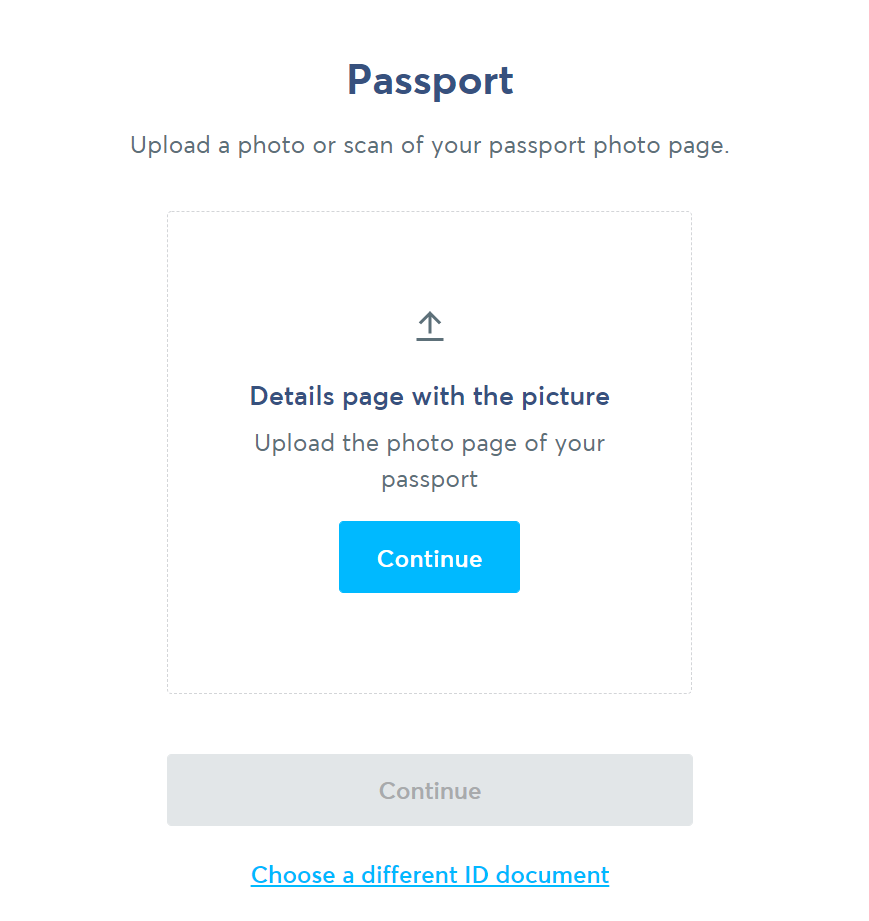 Passport
Upload a photo or scan of your passport photo page.
Details page with the picture
Upload the photo page of your
passport
Continue
Continue
Choose a different ID document